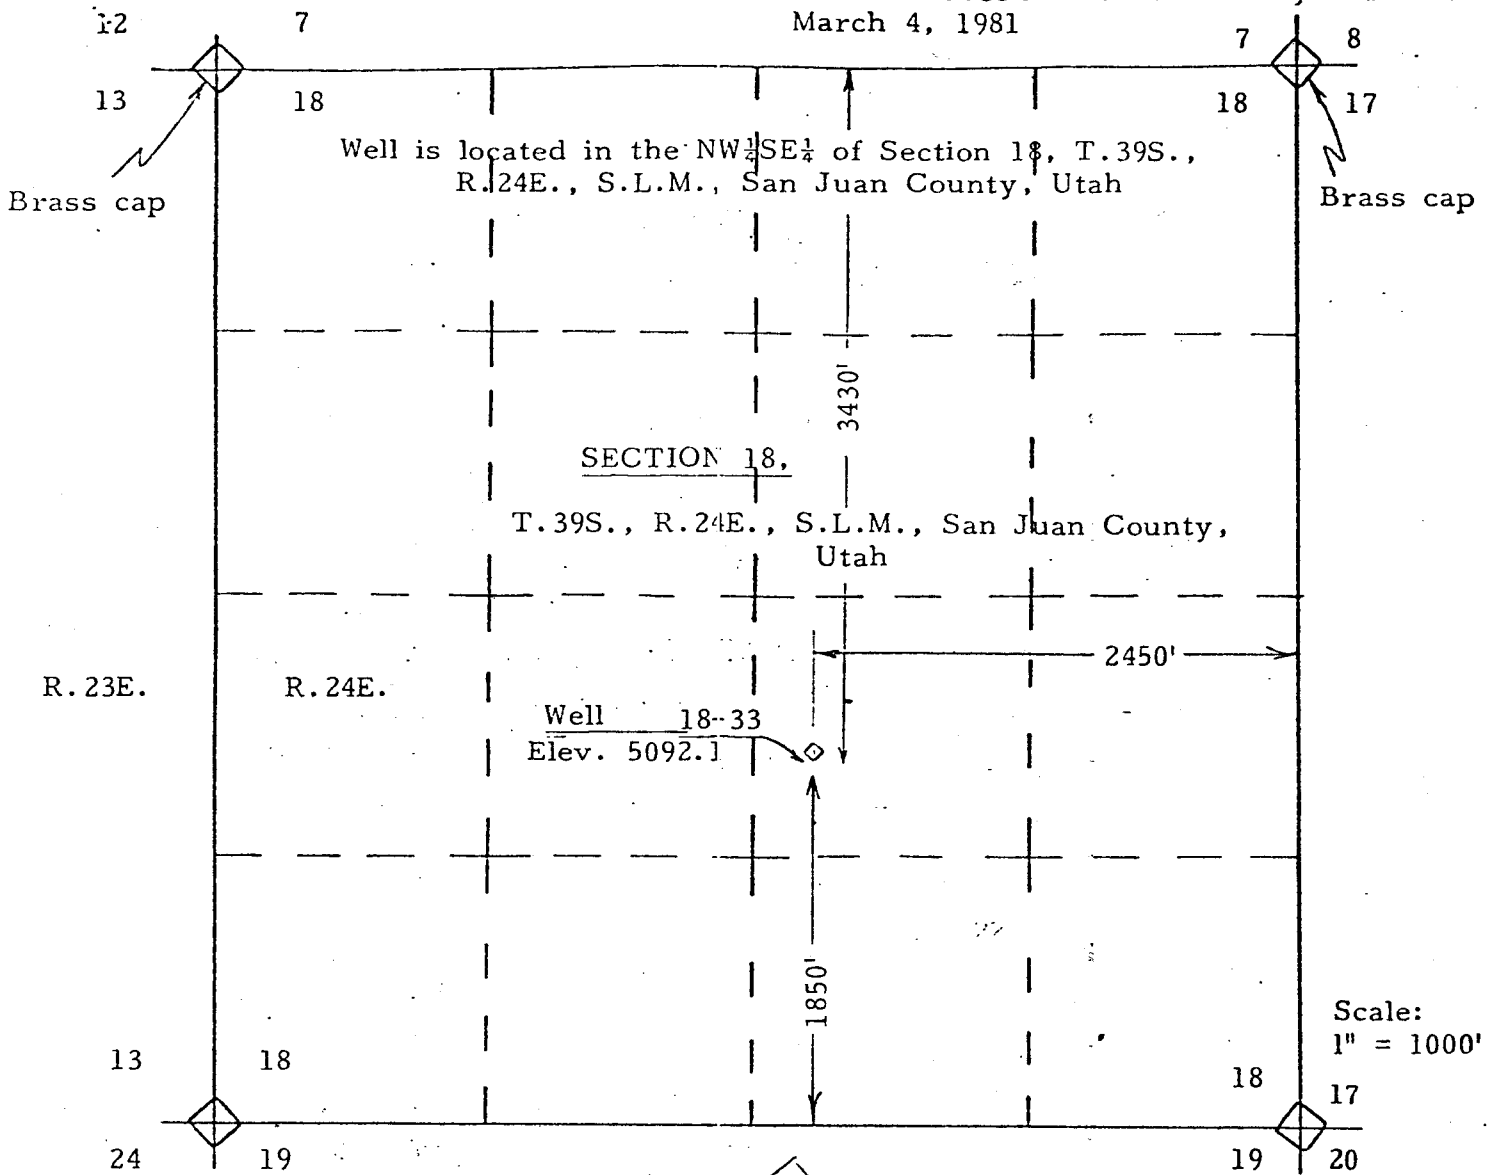 March 4, 1981
12 7 7 8
13 18 18 17
Well is located in the NW¼SE¼ of Section 18, T.39S.,
R.24E., S.L.M., San Juan County, Utah
Brass cap
Brass cap
3430'
SECTION 18,
T.39S., R.24E., S.L.M., San Juan County,
Utah
2450'
R.23E. R.24E.
Well 18-33
Elev. 5092.1
1850'
Scale:
1" = 1000'
13 18 18 17
24 19 19 20